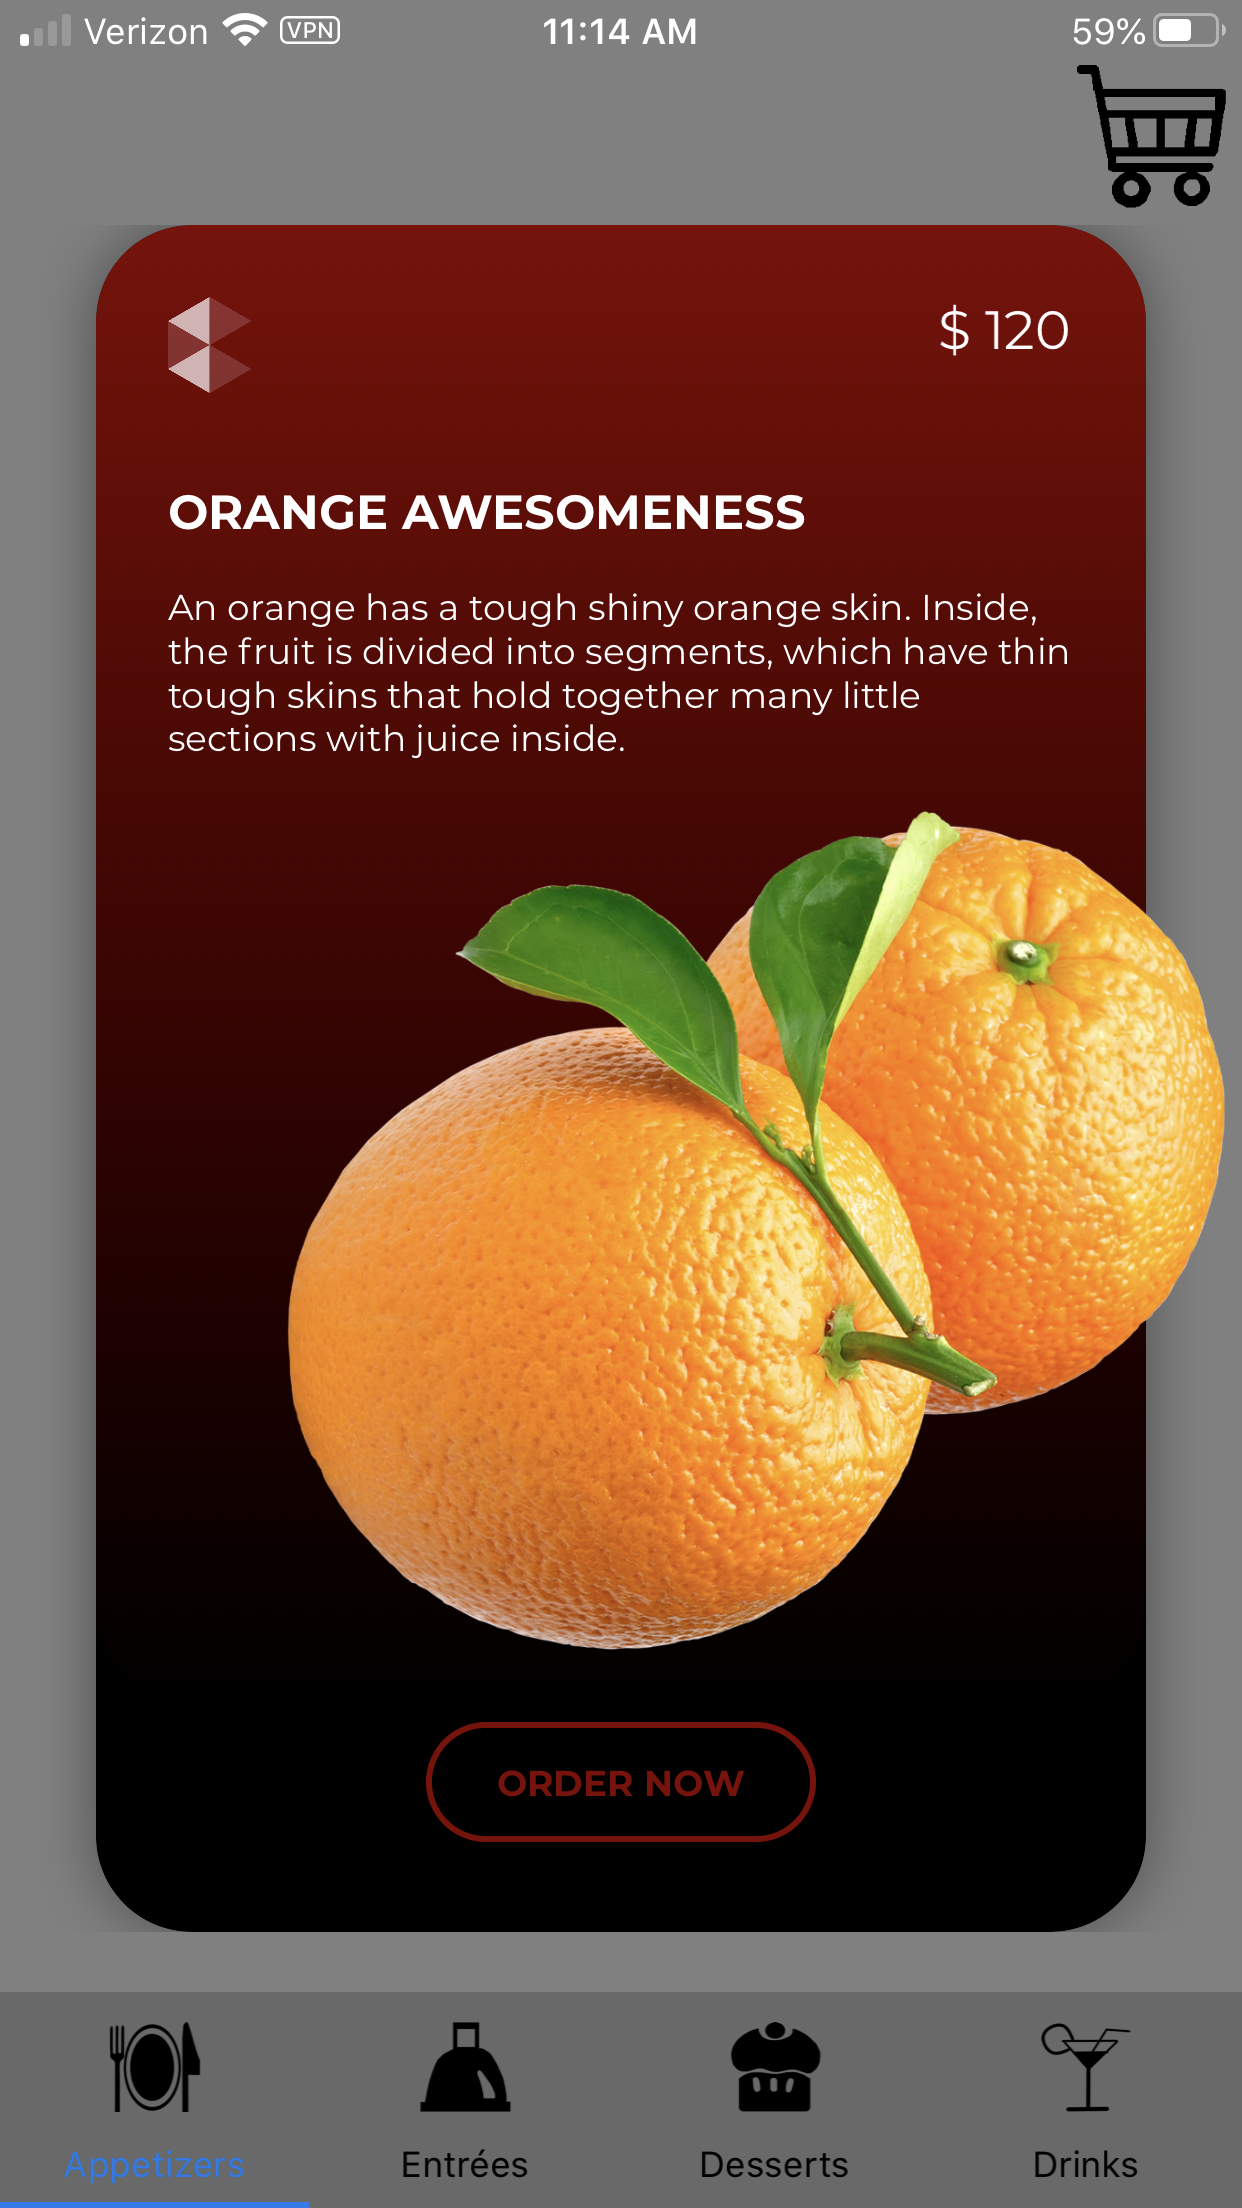 Verizon VPN 11:14 AM 59%
$ 120
ORANGE AWESOMENESS
An orange has a tough shiny orange skin. Inside,
the fruit is divided into segments, which have thin
tough skins that hold together many little
sections with juice inside.
ORDER NOW
Appetizers Entrées Desserts Drinks